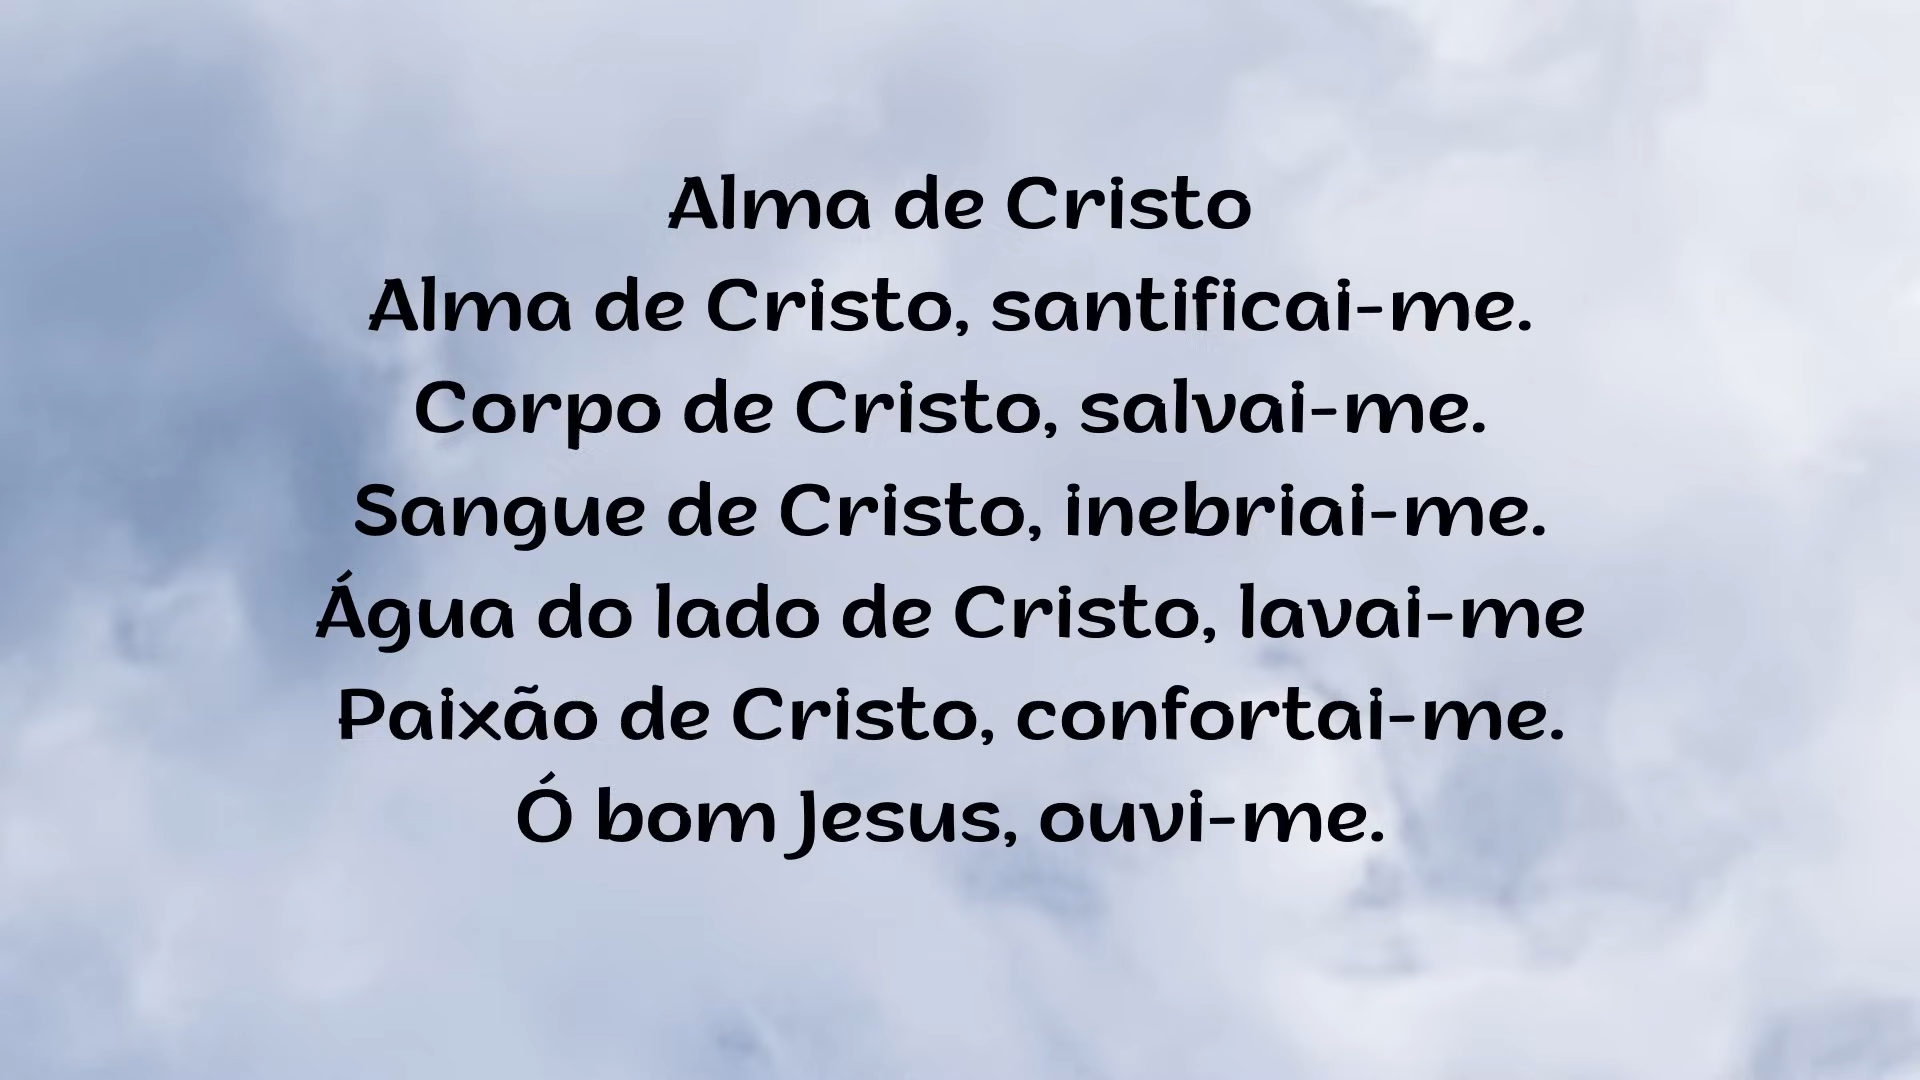 Alma de Cristo
Alma de Cristo, santificai-me.
Corpo de Cristo, salvai-me.
Sangue de Cristo, inebriai-me.
Água do lado de Cristo, lavai-me
Paixão de Cristo, confortai-me.
Ó bom Jesus, ouvi-me.